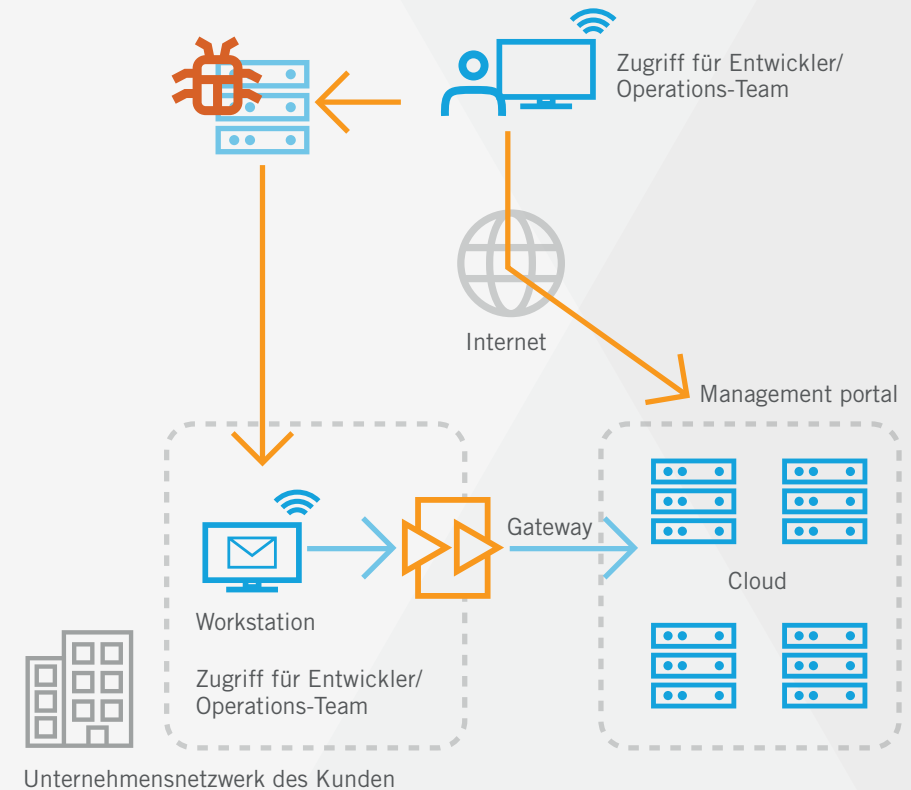 Zugriff für Entwickler/
Operations-Team
Internet
Management portal
Gateway
Cloud
Workstation
Zugriff für Entwickler/
Operations-Team
Unternehmensnetzwerk des Kunden